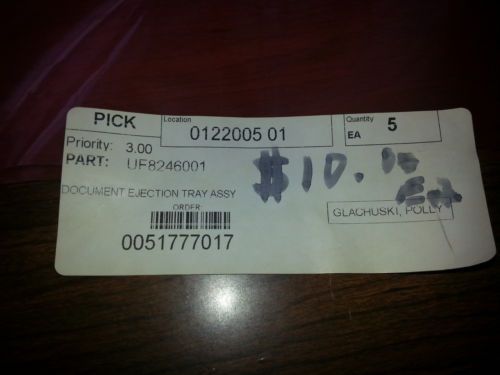 PICK
Location
0122005 01
Quantity
EA 5
Priority: 3.00
PART: UF8246001
$10.
DOCUMENT EJECTION TRAY ASSY
ORDER:
GLACHUSKI, POLLY
0051777017